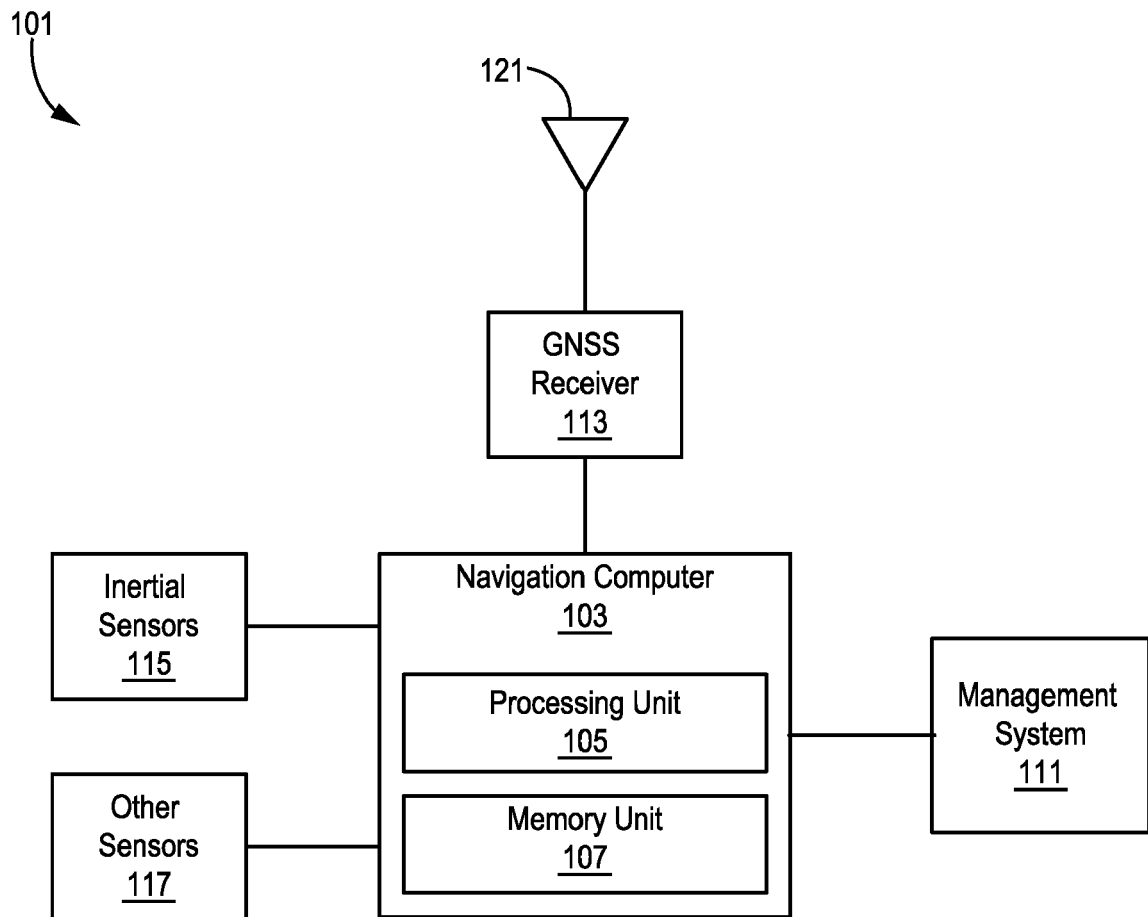 101
121
GNSS
Receiver
113
Inertial
Sensors
115
Navigation Computer
103
Processing Unit
105
Memory Unit
107
Management
System
111
Other
Sensors
117